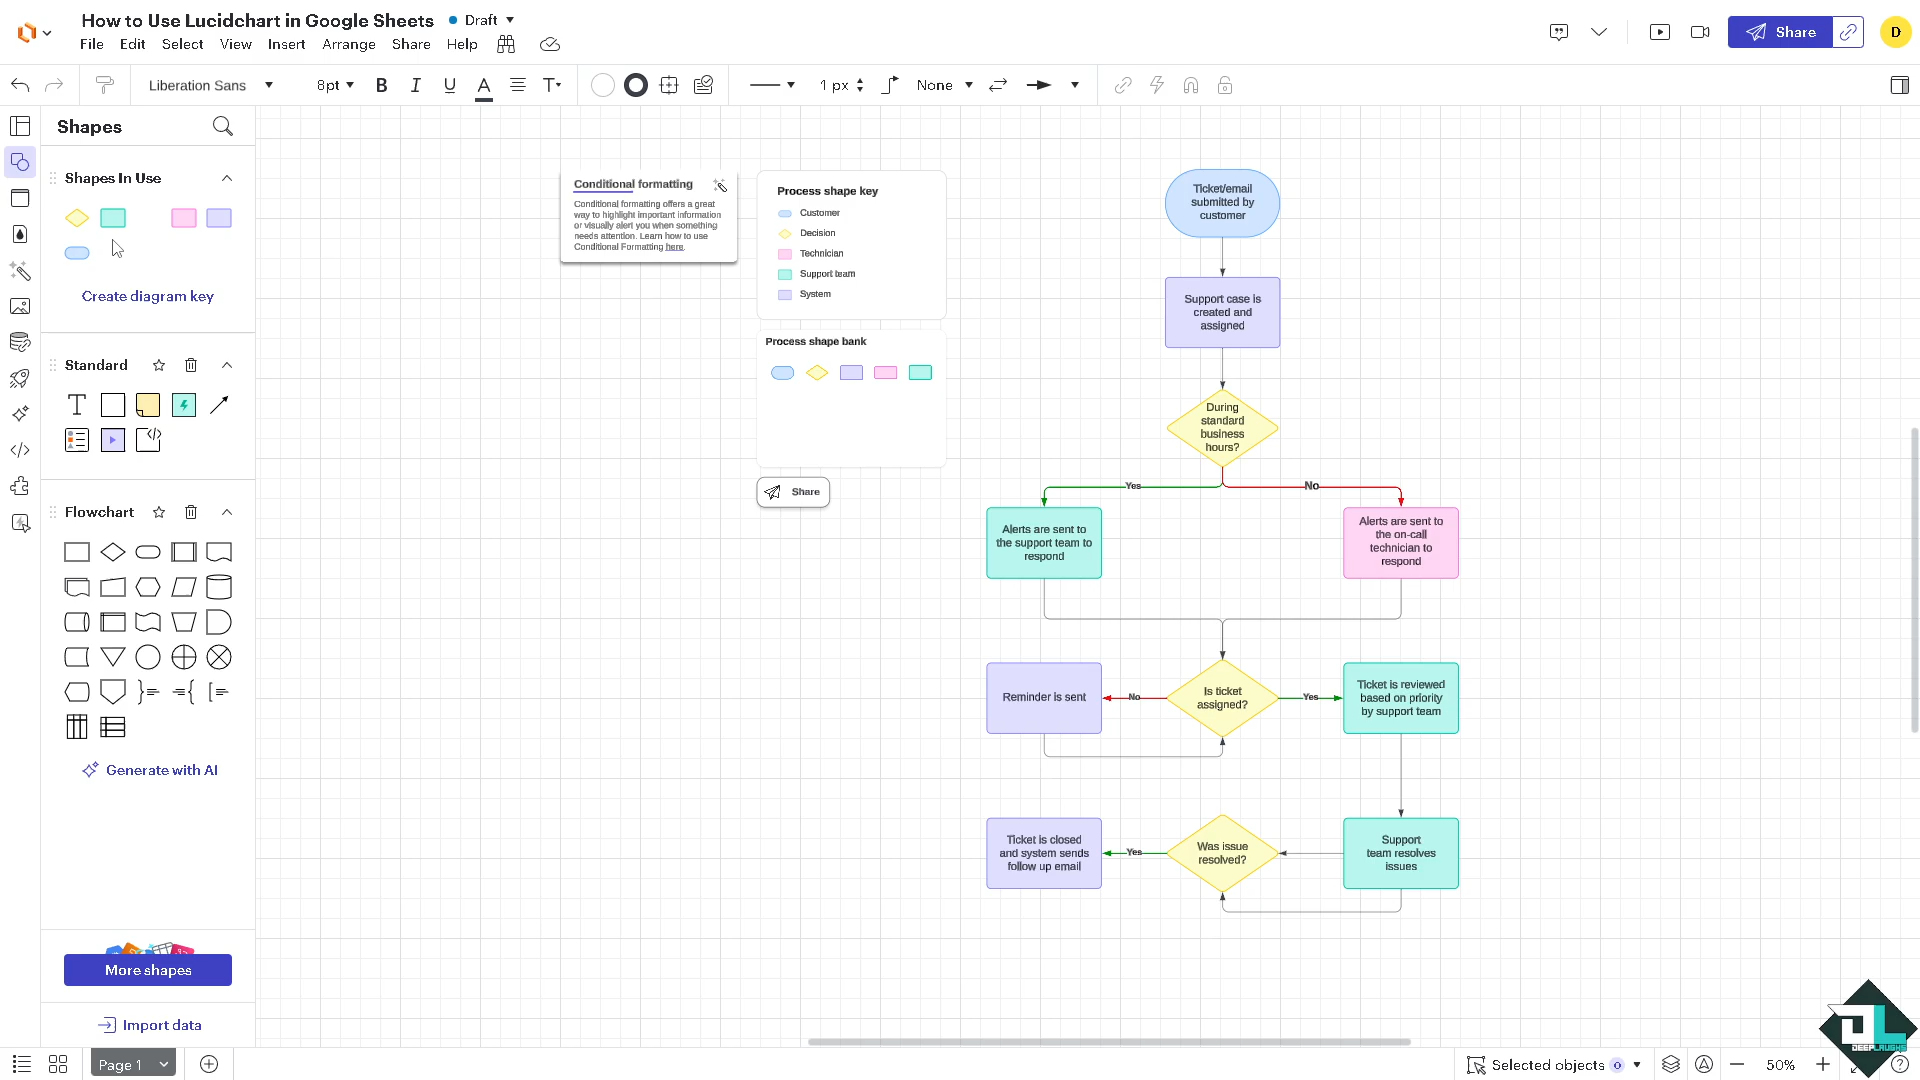 How to Use Lucidchart in Google Sheets
Draft
File Edit Select View Insert Arrange Share Help
Share
D
Liberation Sans
8pt
B I U A
1 px
None
Shapes
Shapes In Use
Create diagram key
Standard
Flowchart
Generate with AI
More shapes
Import data
Conditional formatting
Conditional formatting offers a great
way to highlight important information
or visually alert you when something
needs attention. Learn how to use
Conditional Formatting here.
Process shape key
Customer
Decision
Technician
Support team
System
Process shape bank
Share
Ticket/email
submitted by
customer
Support case is
created and
assigned
During
standard
business
hours?
Yes
No
Alerts are sent to
the support team to
respond
Alerts are sent to
the on-call
technician to
respond
Reminder is sent
No
Is ticket
assigned?
Yes
Ticket is reviewed
based on priority
by support team
Ticket is closed
and system sends
follow up email
Yes
Was issue
resolved?
Support
team resolves
issues
Page 1
Selected objects 0
50%
DEEPLAUGHS